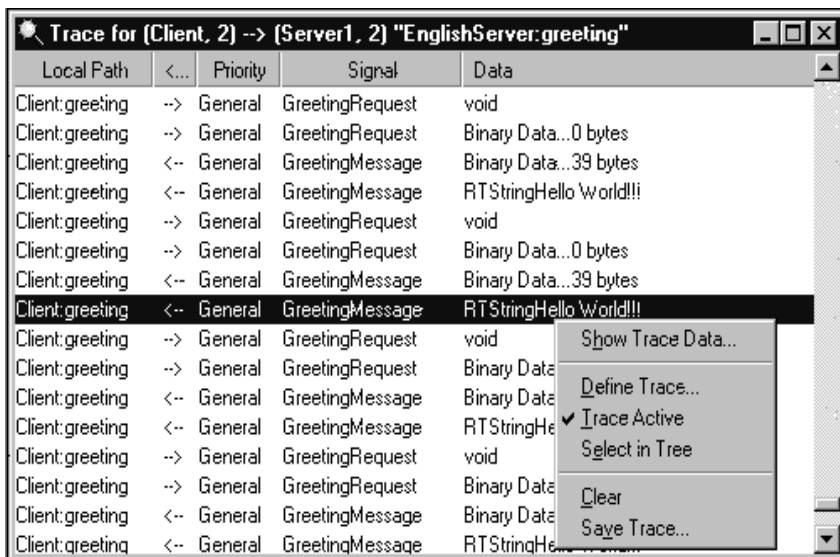 Trace for (Client, 2) --> (Server1, 2) "EnglishServer:greeting"
Local Path <... Priority Signal Data
Client:greeting --> General GreetingRequest void
Client:greeting --> General GreetingRequest Binary Data...0 bytes
Client:greeting <-- General GreetingMessage Binary Data...39 bytes
Client:greeting <-- General GreetingMessage RTStringHello World!!!
Client:greeting --> General GreetingRequest void
Client:greeting --> General GreetingRequest Binary Data...0 bytes
Client:greeting <-- General GreetingMessage Binary Data...39 bytes
Client:greeting <-- General GreetingMessage RTStringHello World!!!
Client:greeting --> General GreetingRequest void
Client:greeting --> General GreetingRequest Binary Data
Client:greeting <-- General GreetingMessage Binary Data
Client:greeting <-- General GreetingMessage RTStringHe
Client:greeting --> General GreetingRequest void
Client:greeting --> General GreetingRequest Binary Data
Client:greeting <-- General GreetingMessage Binary Data
Client:greeting <-- General GreetingMessage RTStringHe
Show Trace Data...
Define Trace...
Trace Active
Select in Tree
Clear
Save Trace...